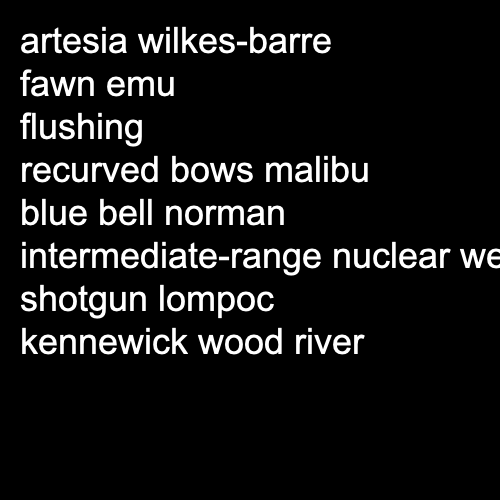 artesia wilkes-barre
fawn emu
flushing
recurved bows malibu
blue bell norman
intermediate-range nuclear
shotgun lompoc
kennewick wood river